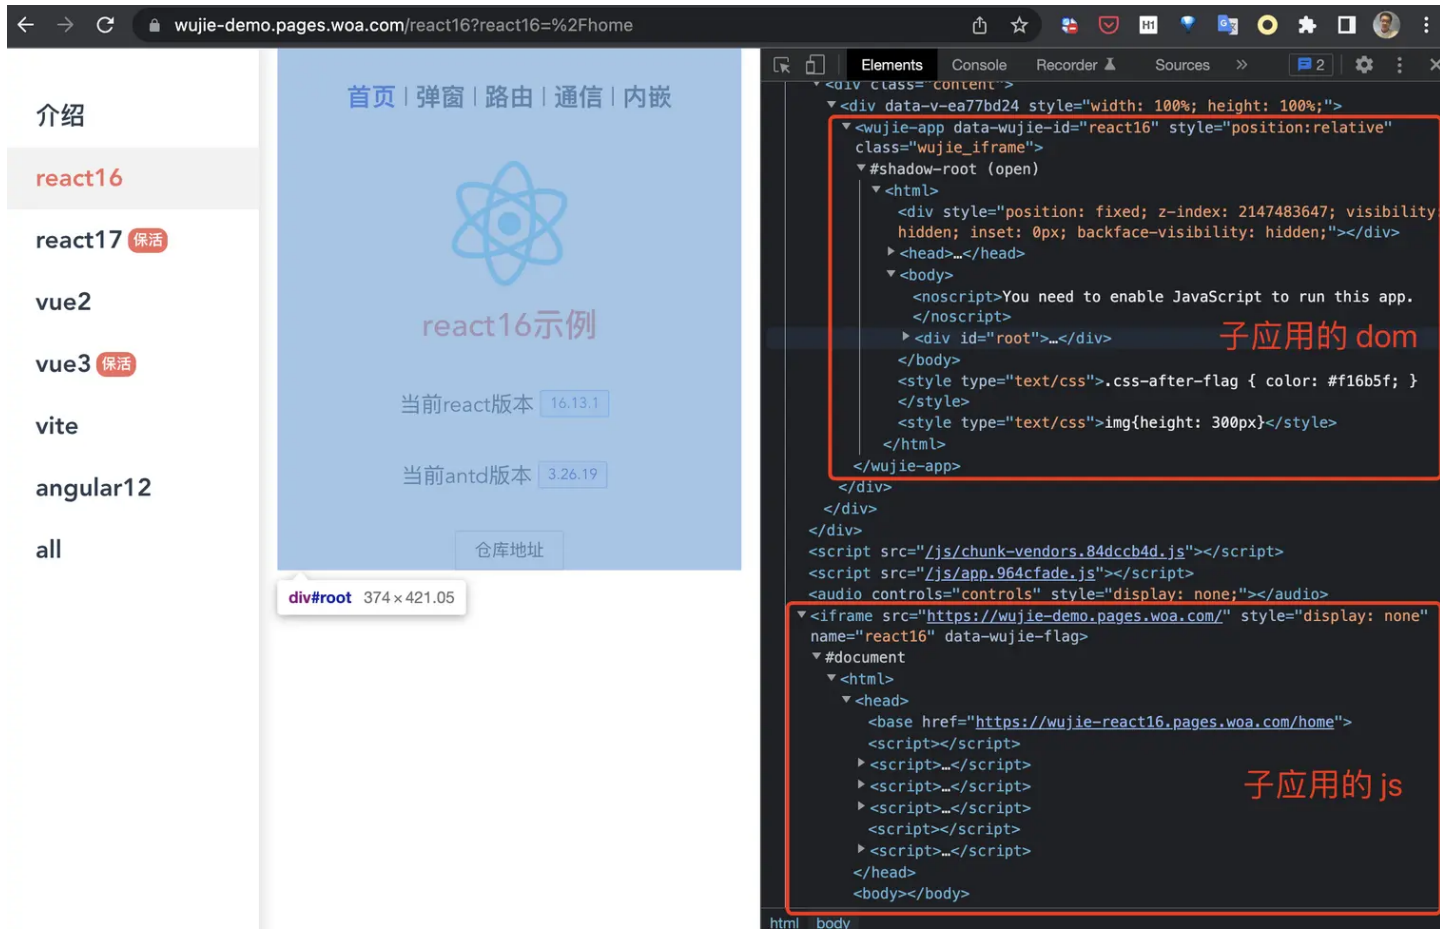 wujie-demo.pages.woa.com/react16?react16=%2Fhome
H1
介绍
react16
react17 保活
vue2
vue3 保活
vite
angular12
all
首页 | 弹窗 | 路由 | 通信 | 内嵌
react16示例
当前react版本 16.13.1
当前antd版本 3.26.19
仓库地址
div#root 374 × 421.05
Elements Console Recorder Sources » 2
<div class="content">
<div data-v-ea77bd24 style="width: 100%; height: 100%;">
<wujie-app data-wujie-id="react16" style="position:relative"
class="wujie_iframe">
#shadow-root (open)
<html>
<div style="position: fixed; z-index: 2147483647; visibility:
hidden; inset: 0px; backface-visibility: hidden;"></div>
<head>…</head>
<body>
<noscript>You need to enable JavaScript to run this app.
</noscript>
<div id="root">…</div>
子应用的 dom
</body>
<style type="text/css">.css-after-flag { color: #f16b5f; }
</style>
<style type="text/css">img{height: 300px}</style>
</html>
</wujie-app>
</div>
</div>
</div>
<script src="/js/chunk-vendors.84dccb4d.js"></script>
<script src="/js/app.964cfade.js"></script>
<audio controls="controls" style="display: none;"></audio>
<iframe src="https://wujie-demo.pages.woa.com/" style="display: none"
name="react16" data-wujie-flag>
#document
<html>
<head>
<base href="https://wujie-react16.pages.woa.com/home">
<script></script>
<script>…</script>
<script>…</script>
子应用的 js
<script>…</script>
<script></script>
<script>…</script>
</head>
<body></body>
html body